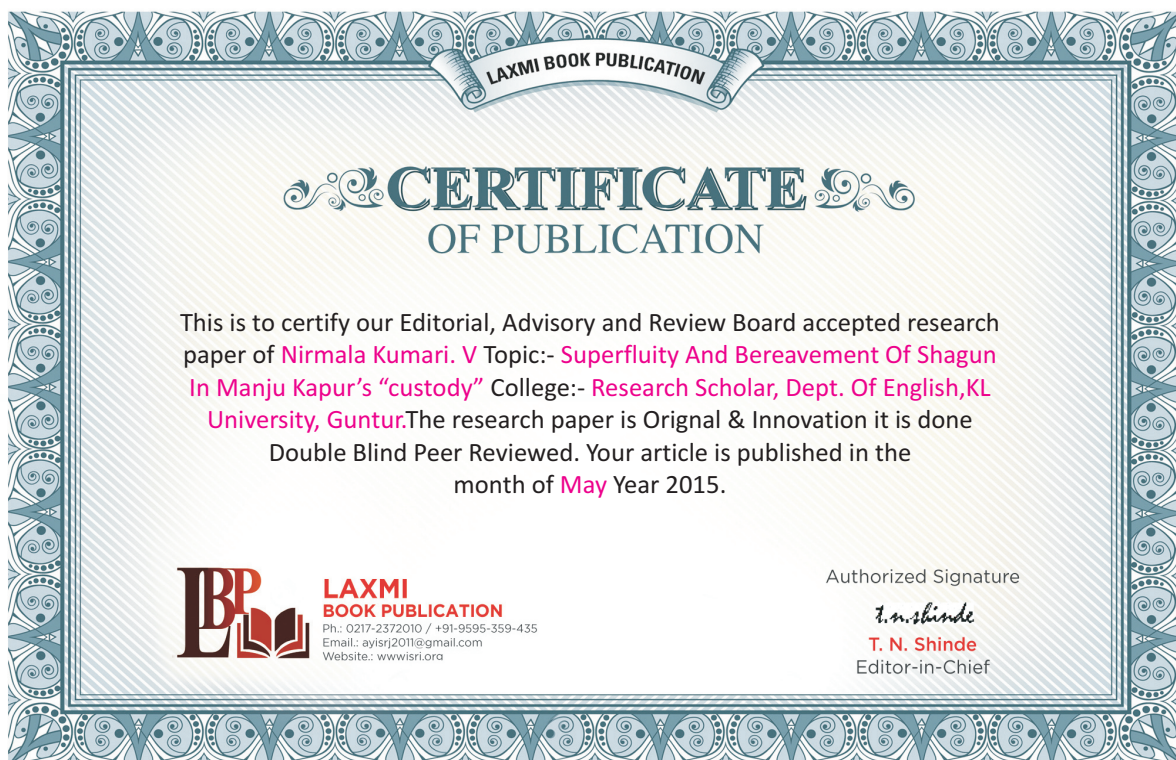 LAXMI BOOK PUBLICATION
CERTIFICATE
OF PUBLICATION
This is to certify our Editorial, Advisory and Review Board accepted research
paper of Nirmala Kumari. V Topic:- Superfluity And Bereavement Of Shagun
In Manju Kapur’s “custody” College:- Research Scholar, Dept. Of English,KL
University, Guntur.The research paper is Orignal & Innovation it is done
Double Blind Peer Reviewed. Your article is published in the
month of May Year 2015.
LBP
LAXMI
BOOK PUBLICATION
Ph.: 0217-2372010 / +91-9595-359-435
Email.: ayisrj2011@gmail.com
Website.: wwwisri.org
Authorized Signature
t.n.shinde
T. N. Shinde
Editor-in-Chief